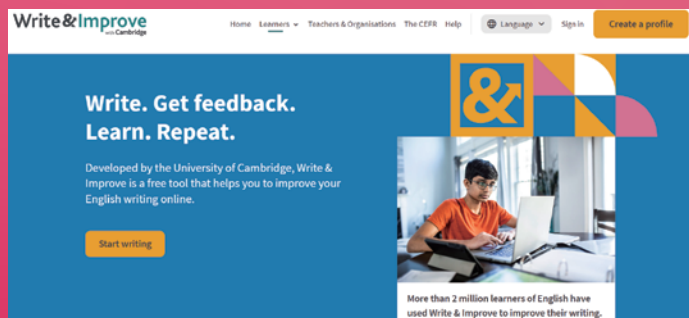 Write&Improve
with Cambridge
Home Learners Teachers & Organisations The CEFR Help Language Sign in Create a profile
&
Write. Get feedback.
Learn. Repeat.
Developed by the University of Cambridge, Write &
Improve is a free tool that helps you to improve your
English writing online.
Start writing
More than 2 million learners of English have
used Write & Improve to improve their writing.